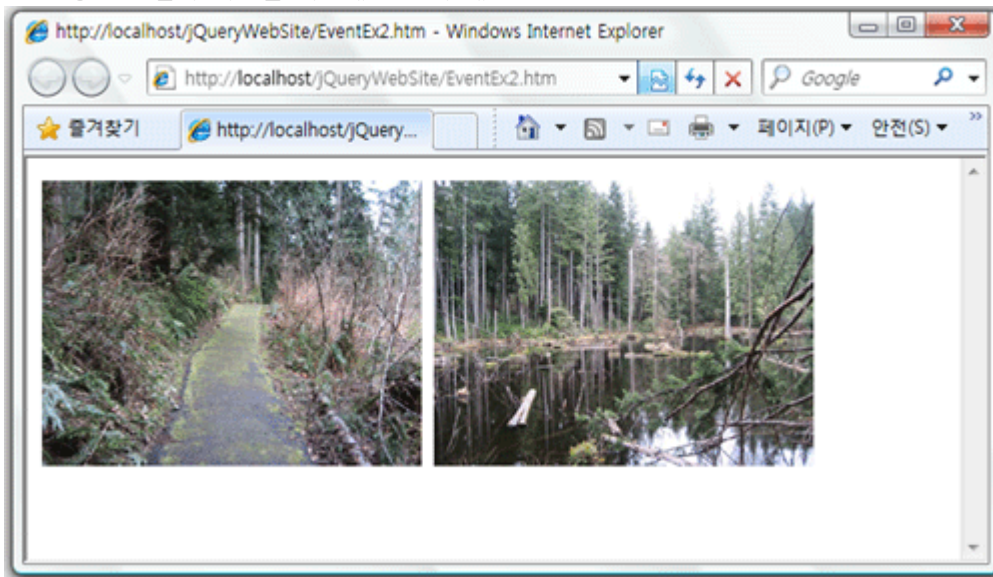 http://localhost/jQueryWebSite/EventEx2.htm - Windows Internet Explorer
http://localhost/jQueryWebSite/EventEx2.htm
Google
즐겨찾기
http://localhost/jQuery...
페이지(P)
안전(S)